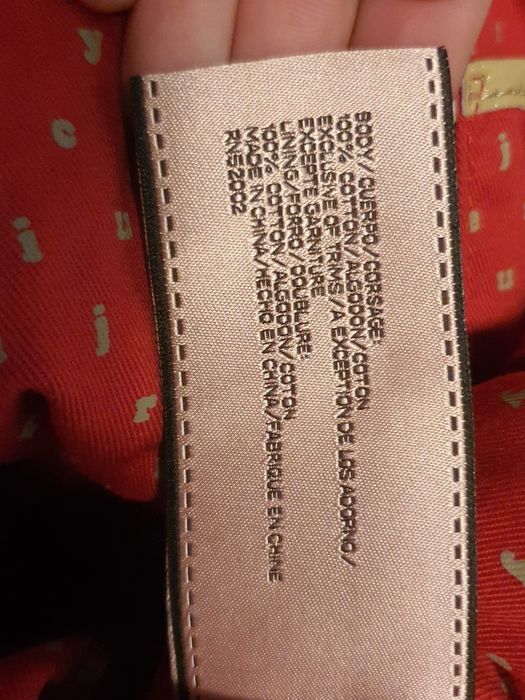 BODY/ CUERPO/ CORSAGE:
100% COTTON/ALGODON/COTON
EXCLUSIVE OF TRIMS/A EXCEPTION DE LOS ADORNO/
EXCEPTE GARNITURE
LINING/FORRO / DOUBLURE:
100% COTTON/ALGODON/COTON
MADE IN CHINA/HECHO EN CHINA/FABRIQUE EN CHINE
RN52002